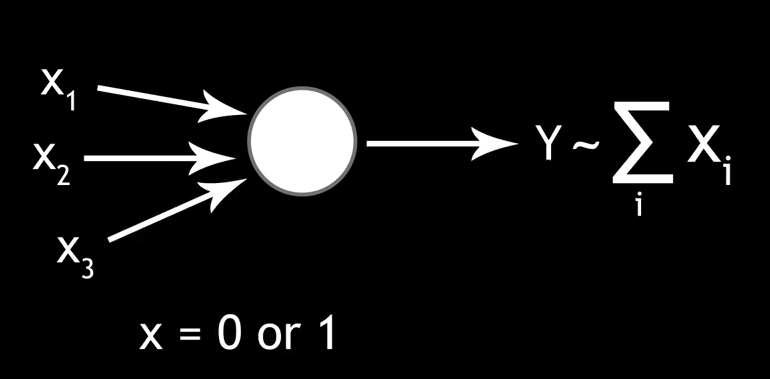 x₁
x₂
x₃
Y ~ ∑ᵢ xᵢ
x = 0 or 1